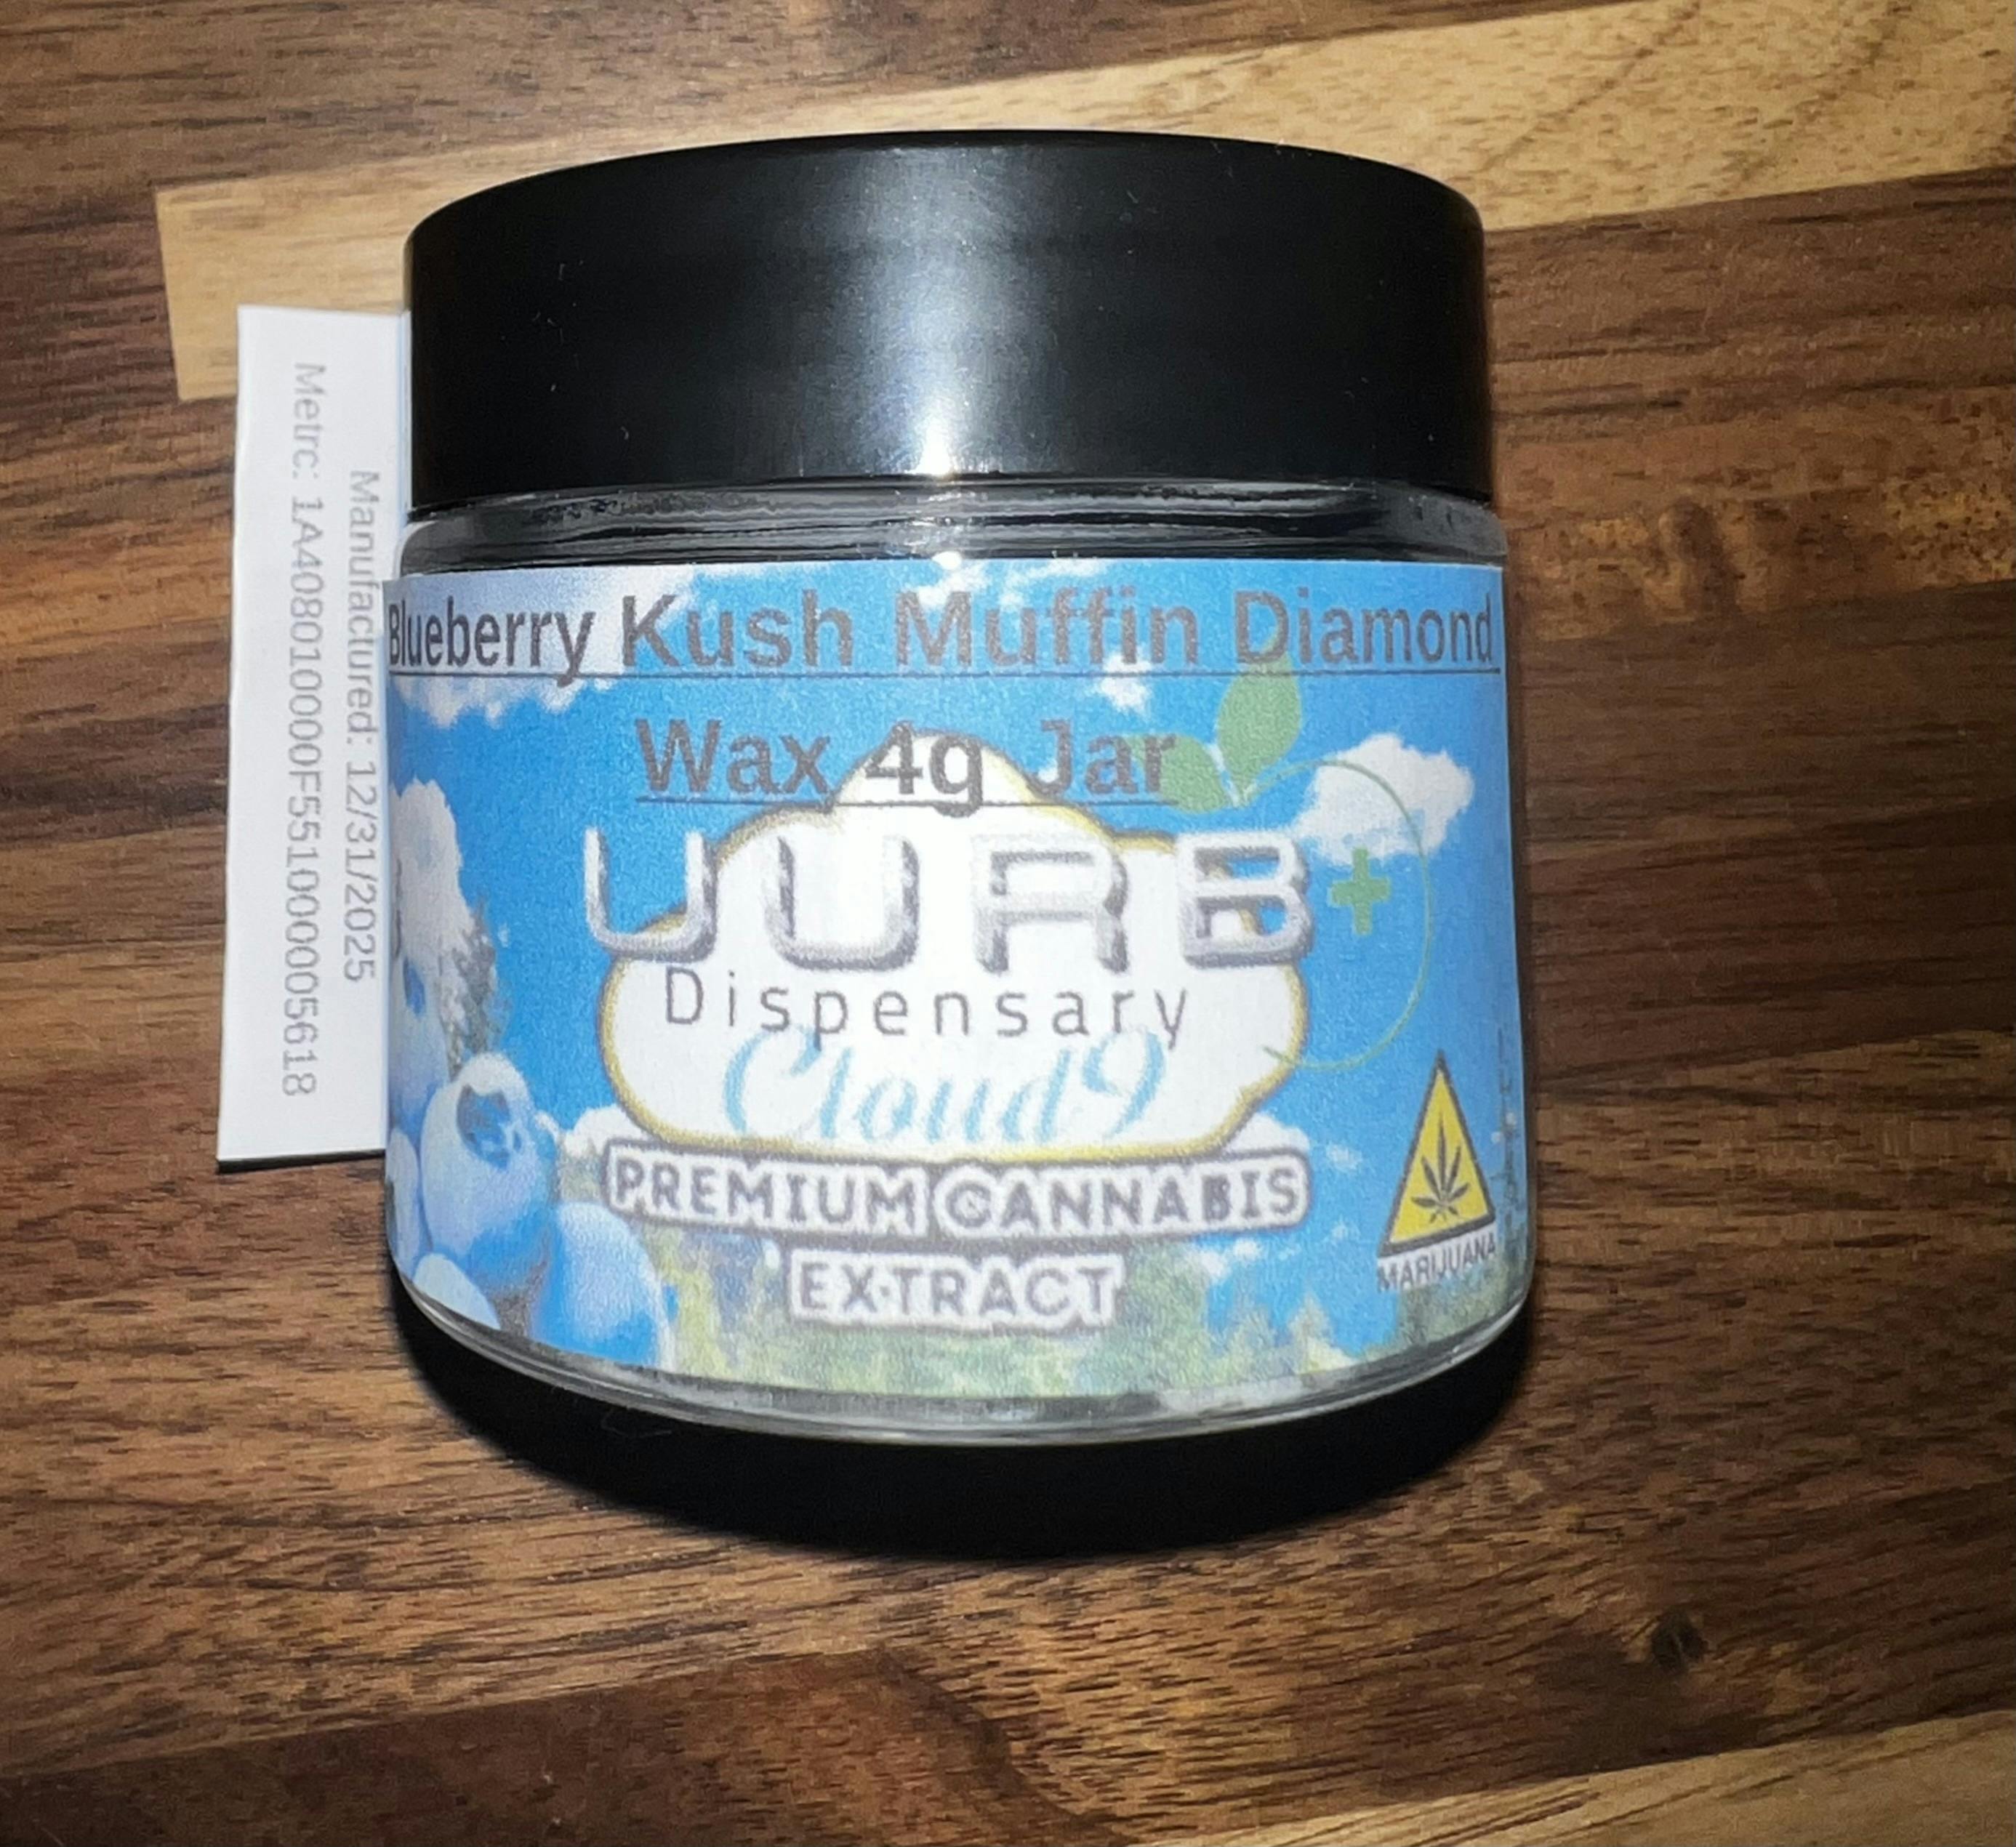 Blueberry Kush Muffin Diamond
Wax 4g Jar
UURB
Dispensary
Cloud9
PREMIUM CANNABIS
EXTRACT
MARIJUANA
Manufactured: 12/31/2025
Metrc: 1A4080100000F551000005618